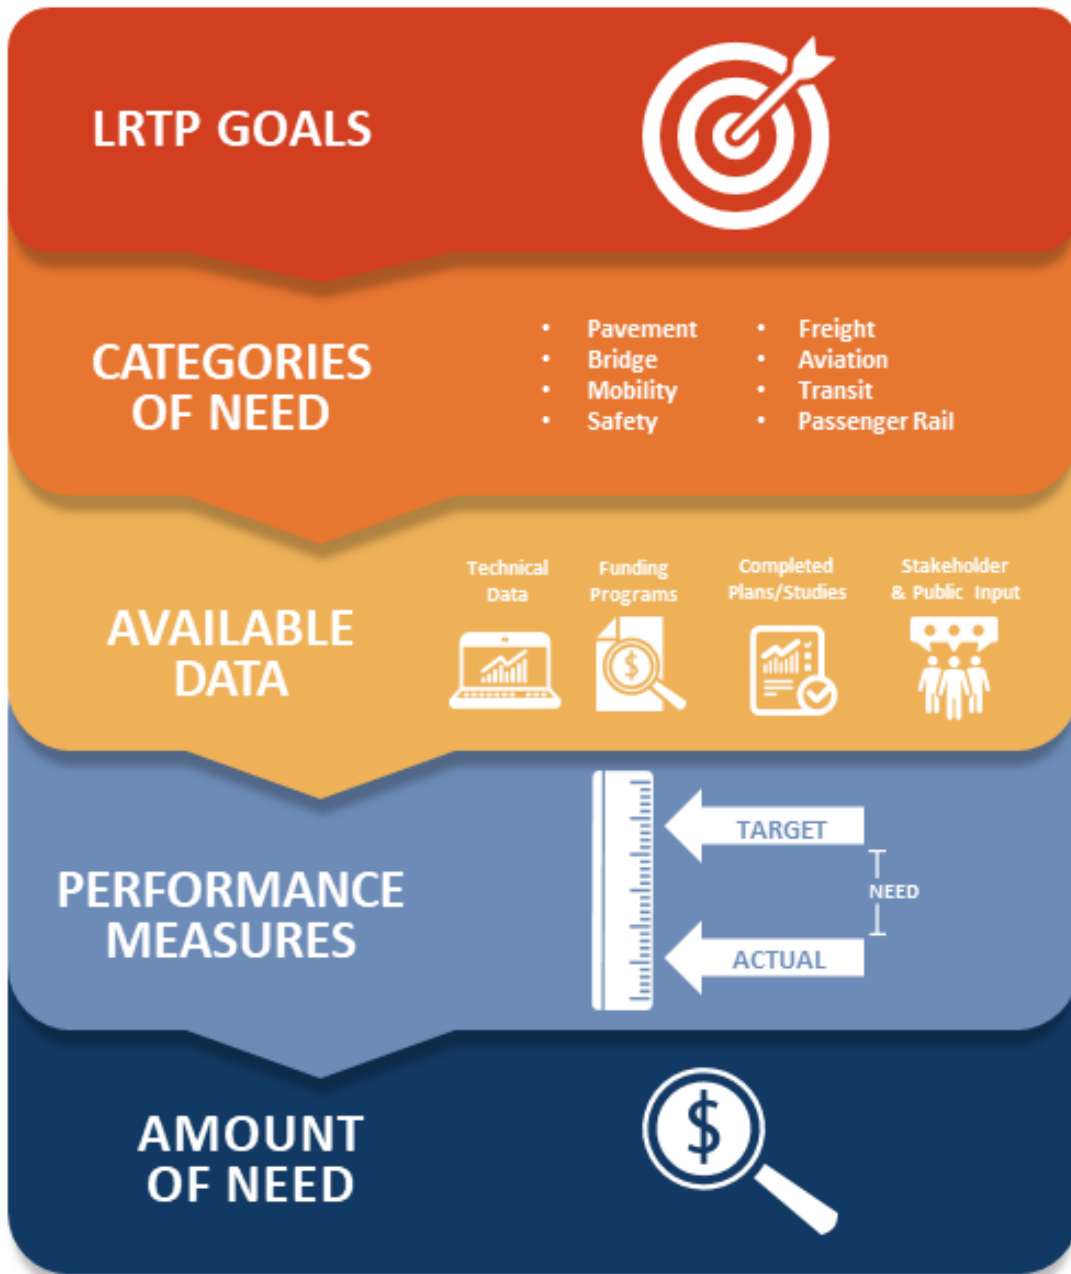 LRTP GOALS
CATEGORIES
OF NEED
• Pavement
• Bridge
• Mobility
• Safety
• Freight
• Aviation
• Transit
• Passenger Rail
AVAILABLE
DATA
Technical
Data
Funding
Programs
$
Completed
Plans/Studies
Stakeholder
& Public Input
PERFORMANCE
MEASURES
TARGET
NEED
ACTUAL
AMOUNT
OF NEED
$